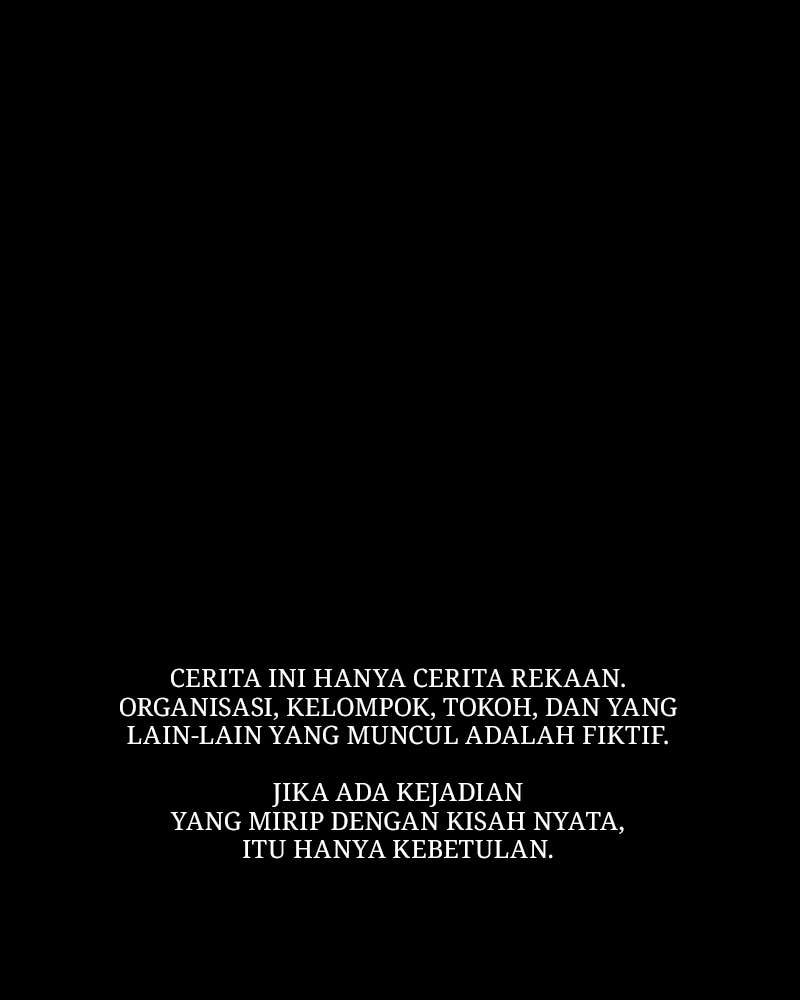 CERITA INI HANYA CERITA REKAAN.
ORGANISASI, KELOMPOK, TOKOH, DAN YANG
LAIN-LAIN YANG MUNCUL ADALAH FIKTIF.
JIKA ADA KEJADIAN
YANG MIRIP DENGAN KISAH NYATA,
ITU HANYA KEBETULAN.